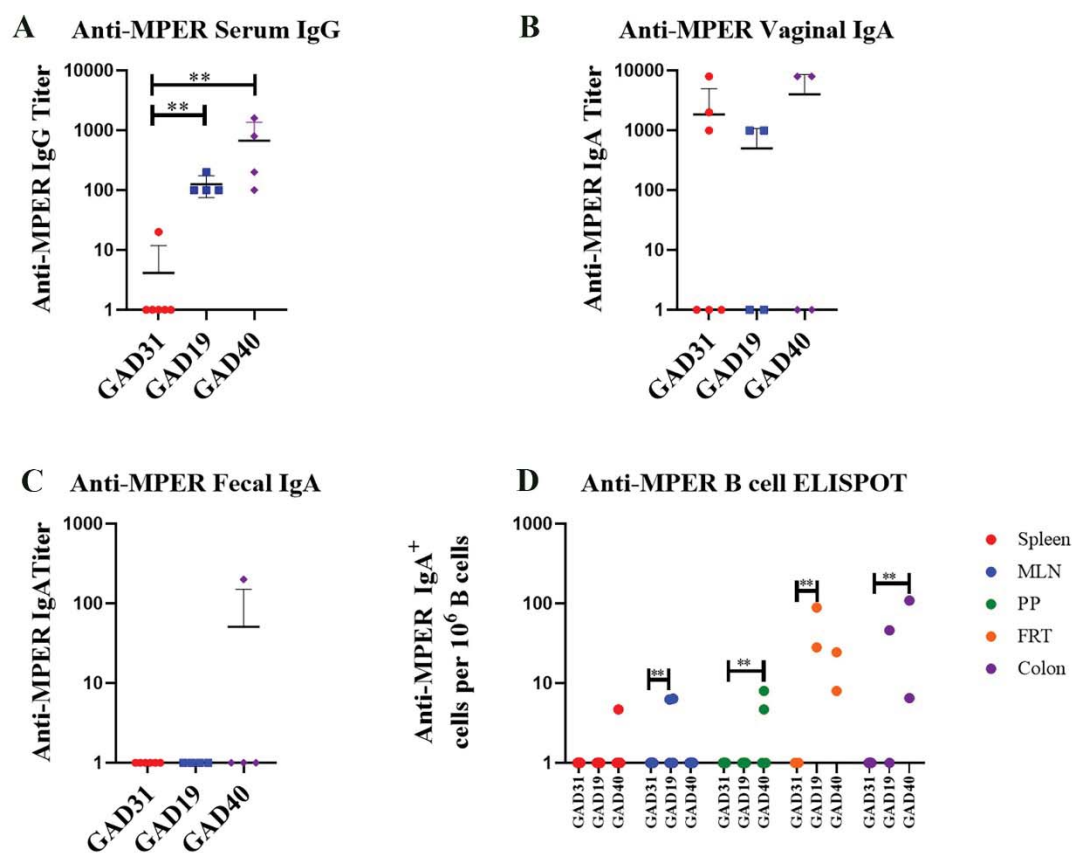 A Anti-MPER Serum IgG
Anti-MPER IgG Titer
10000
1000
100
10
1
**
**
GAD31
GAD19
GAD40
B Anti-MPER Vaginal IgA
Anti-MPER IgA Titer
10000
1000
100
10
1
GAD31
GAD19
GAD40
C Anti-MPER Fecal IgA
Anti-MPER IgATiter
1000
100
10
1
GAD31
GAD19
GAD40
D Anti-MPER B cell ELISPOT
Anti-MPER IgA⁺
cells per 10⁶ B cells
1000
100
10
1
**
**
**
**
GAD31
GAD19
GAD40
GAD31
GAD19
GAD40
GAD31
GAD19
GAD40
GAD31
GAD19
GAD40
GAD31
GAD19
GAD40
Spleen
MLN
PP
FRT
Colon